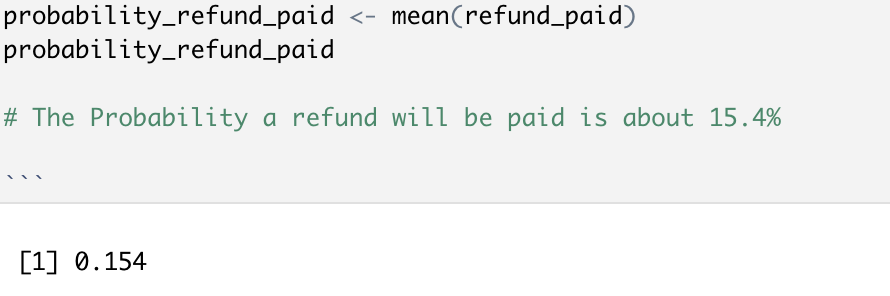 probability_refund_paid <- mean(refund_paid)
probability_refund_paid
# The Probability a refund will be paid is about 15.4%
```
[1] 0.154